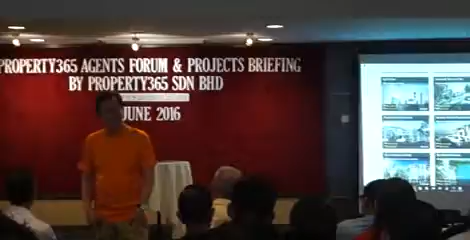 PROPERTY365 AGENTS FORUM & PROJECTS BRIEFING
BY PROPERTY365 SDN BHD
JUNE 2016